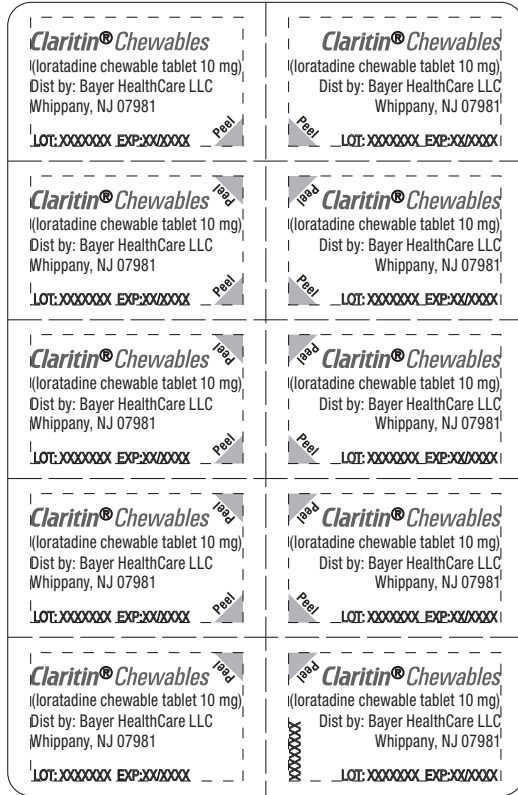 Claritin® Chewables
(loratadine chewable tablet 10 mg)
Dist by: Bayer HealthCare LLC
Whippany, NJ 07981
LOT: XXXXXXX EXP:XX/XXXX
Peel
Claritin® Chewables
(loratadine chewable tablet 10 mg)
Dist by: Bayer HealthCare LLC
Whippany, NJ 07981
Peel
LOT: XXXXXXX EXP:XX/XXXX
Claritin® Chewables
Peel
(loratadine chewable tablet 10 mg)
Dist by: Bayer HealthCare LLC
Whippany, NJ 07981
LOT: XXXXXXX EXP:XX/XXXX
Peel
Peel
Claritin® Chewables
(loratadine chewable tablet 10 mg)
Dist by: Bayer HealthCare LLC
Whippany, NJ 07981
Peel
LOT: XXXXXXX EXP:XX/XXXX
Claritin® Chewables
Peel
(loratadine chewable tablet 10 mg)
Dist by: Bayer HealthCare LLC
Whippany, NJ 07981
LOT: XXXXXXX EXP:XX/XXXX
Peel
Peel
Claritin® Chewables
(loratadine chewable tablet 10 mg)
Dist by: Bayer HealthCare LLC
Whippany, NJ 07981
Peel
LOT: XXXXXXX EXP:XX/XXXX
Claritin® Chewables
Peel
(loratadine chewable tablet 10 mg)
Dist by: Bayer HealthCare LLC
Whippany, NJ 07981
LOT: XXXXXXX EXP:XX/XXXX
Peel
Peel
Claritin® Chewables
(loratadine chewable tablet 10 mg)
Dist by: Bayer HealthCare LLC
Whippany, NJ 07981
Peel
LOT: XXXXXXX EXP:XX/XXXX
Claritin® Chewables
Peel
(loratadine chewable tablet 10 mg)
Dist by: Bayer HealthCare LLC
Whippany, NJ 07981
LOT: XXXXXXX EXP:XX/XXXX
Peel
Claritin® Chewables
(loratadine chewable tablet 10 mg)
Dist by: Bayer HealthCare LLC
Whippany, NJ 07981
LOT: XXXXXXX EXP:XX/XXXX